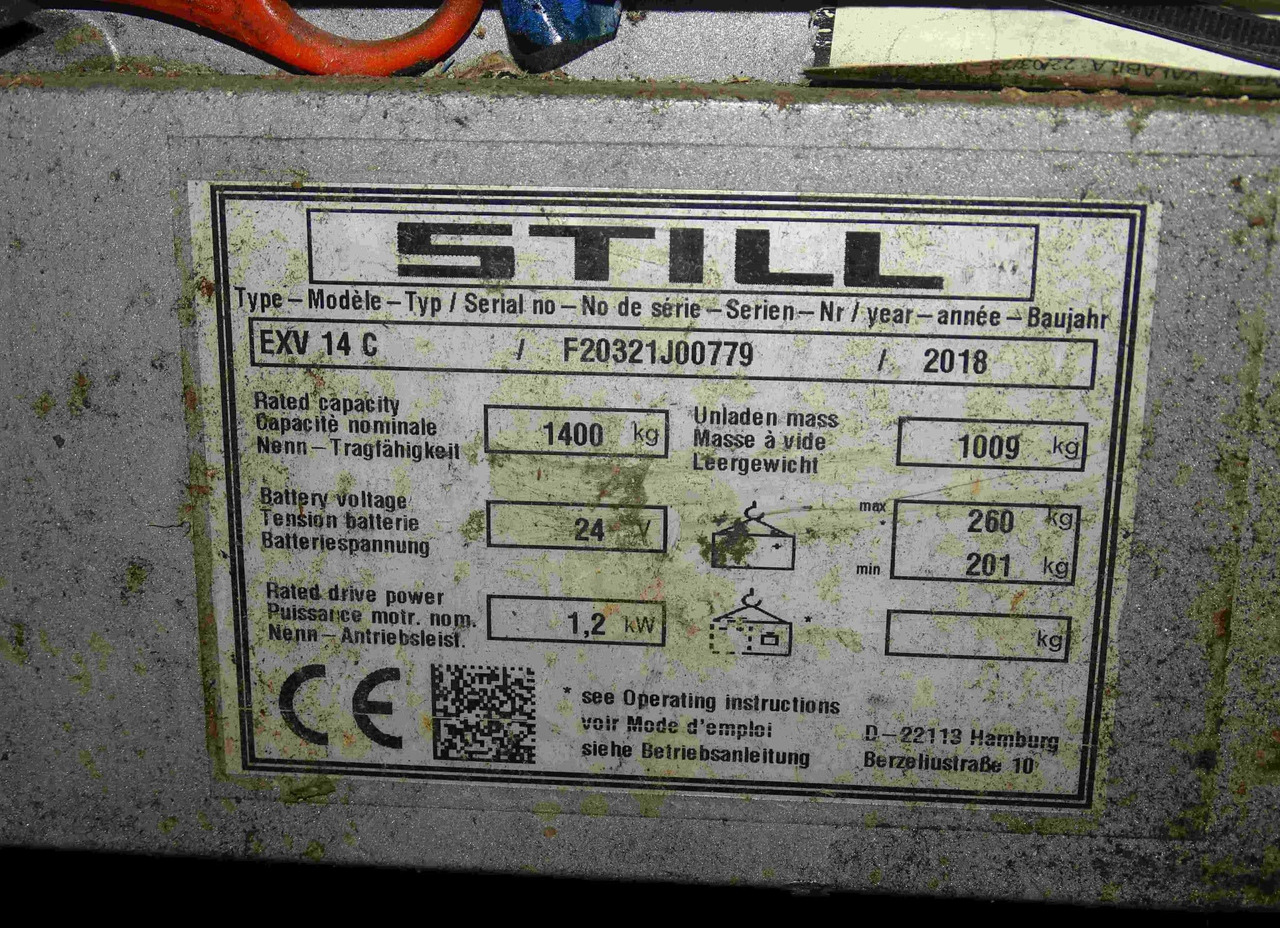 STILL
Type – Modèle – Typ / Serial no – No de série – Serien – Nr / year – année – Baujahr
EXV 14 C / F20321J00779 / 2018
Rated capacity
Capacité nominale
Nenn – Tragfähigkeit
1400 kg
Unladen mass
Masse à vide
Leergewicht
1009 kg
Battery voltage
Tension batterie
Batteriespannung
24 V
max 260 kg
*
min 201 kg
Rated drive power
Puissance motr. nom.
Nenn – Antriebsleist.
1,2 kW
* kg
CE
* see Operating instructions
voir Mode d'emploi
siehe Betriebsanleitung
D – 22113 Hamburg
Berzeliustraße 10